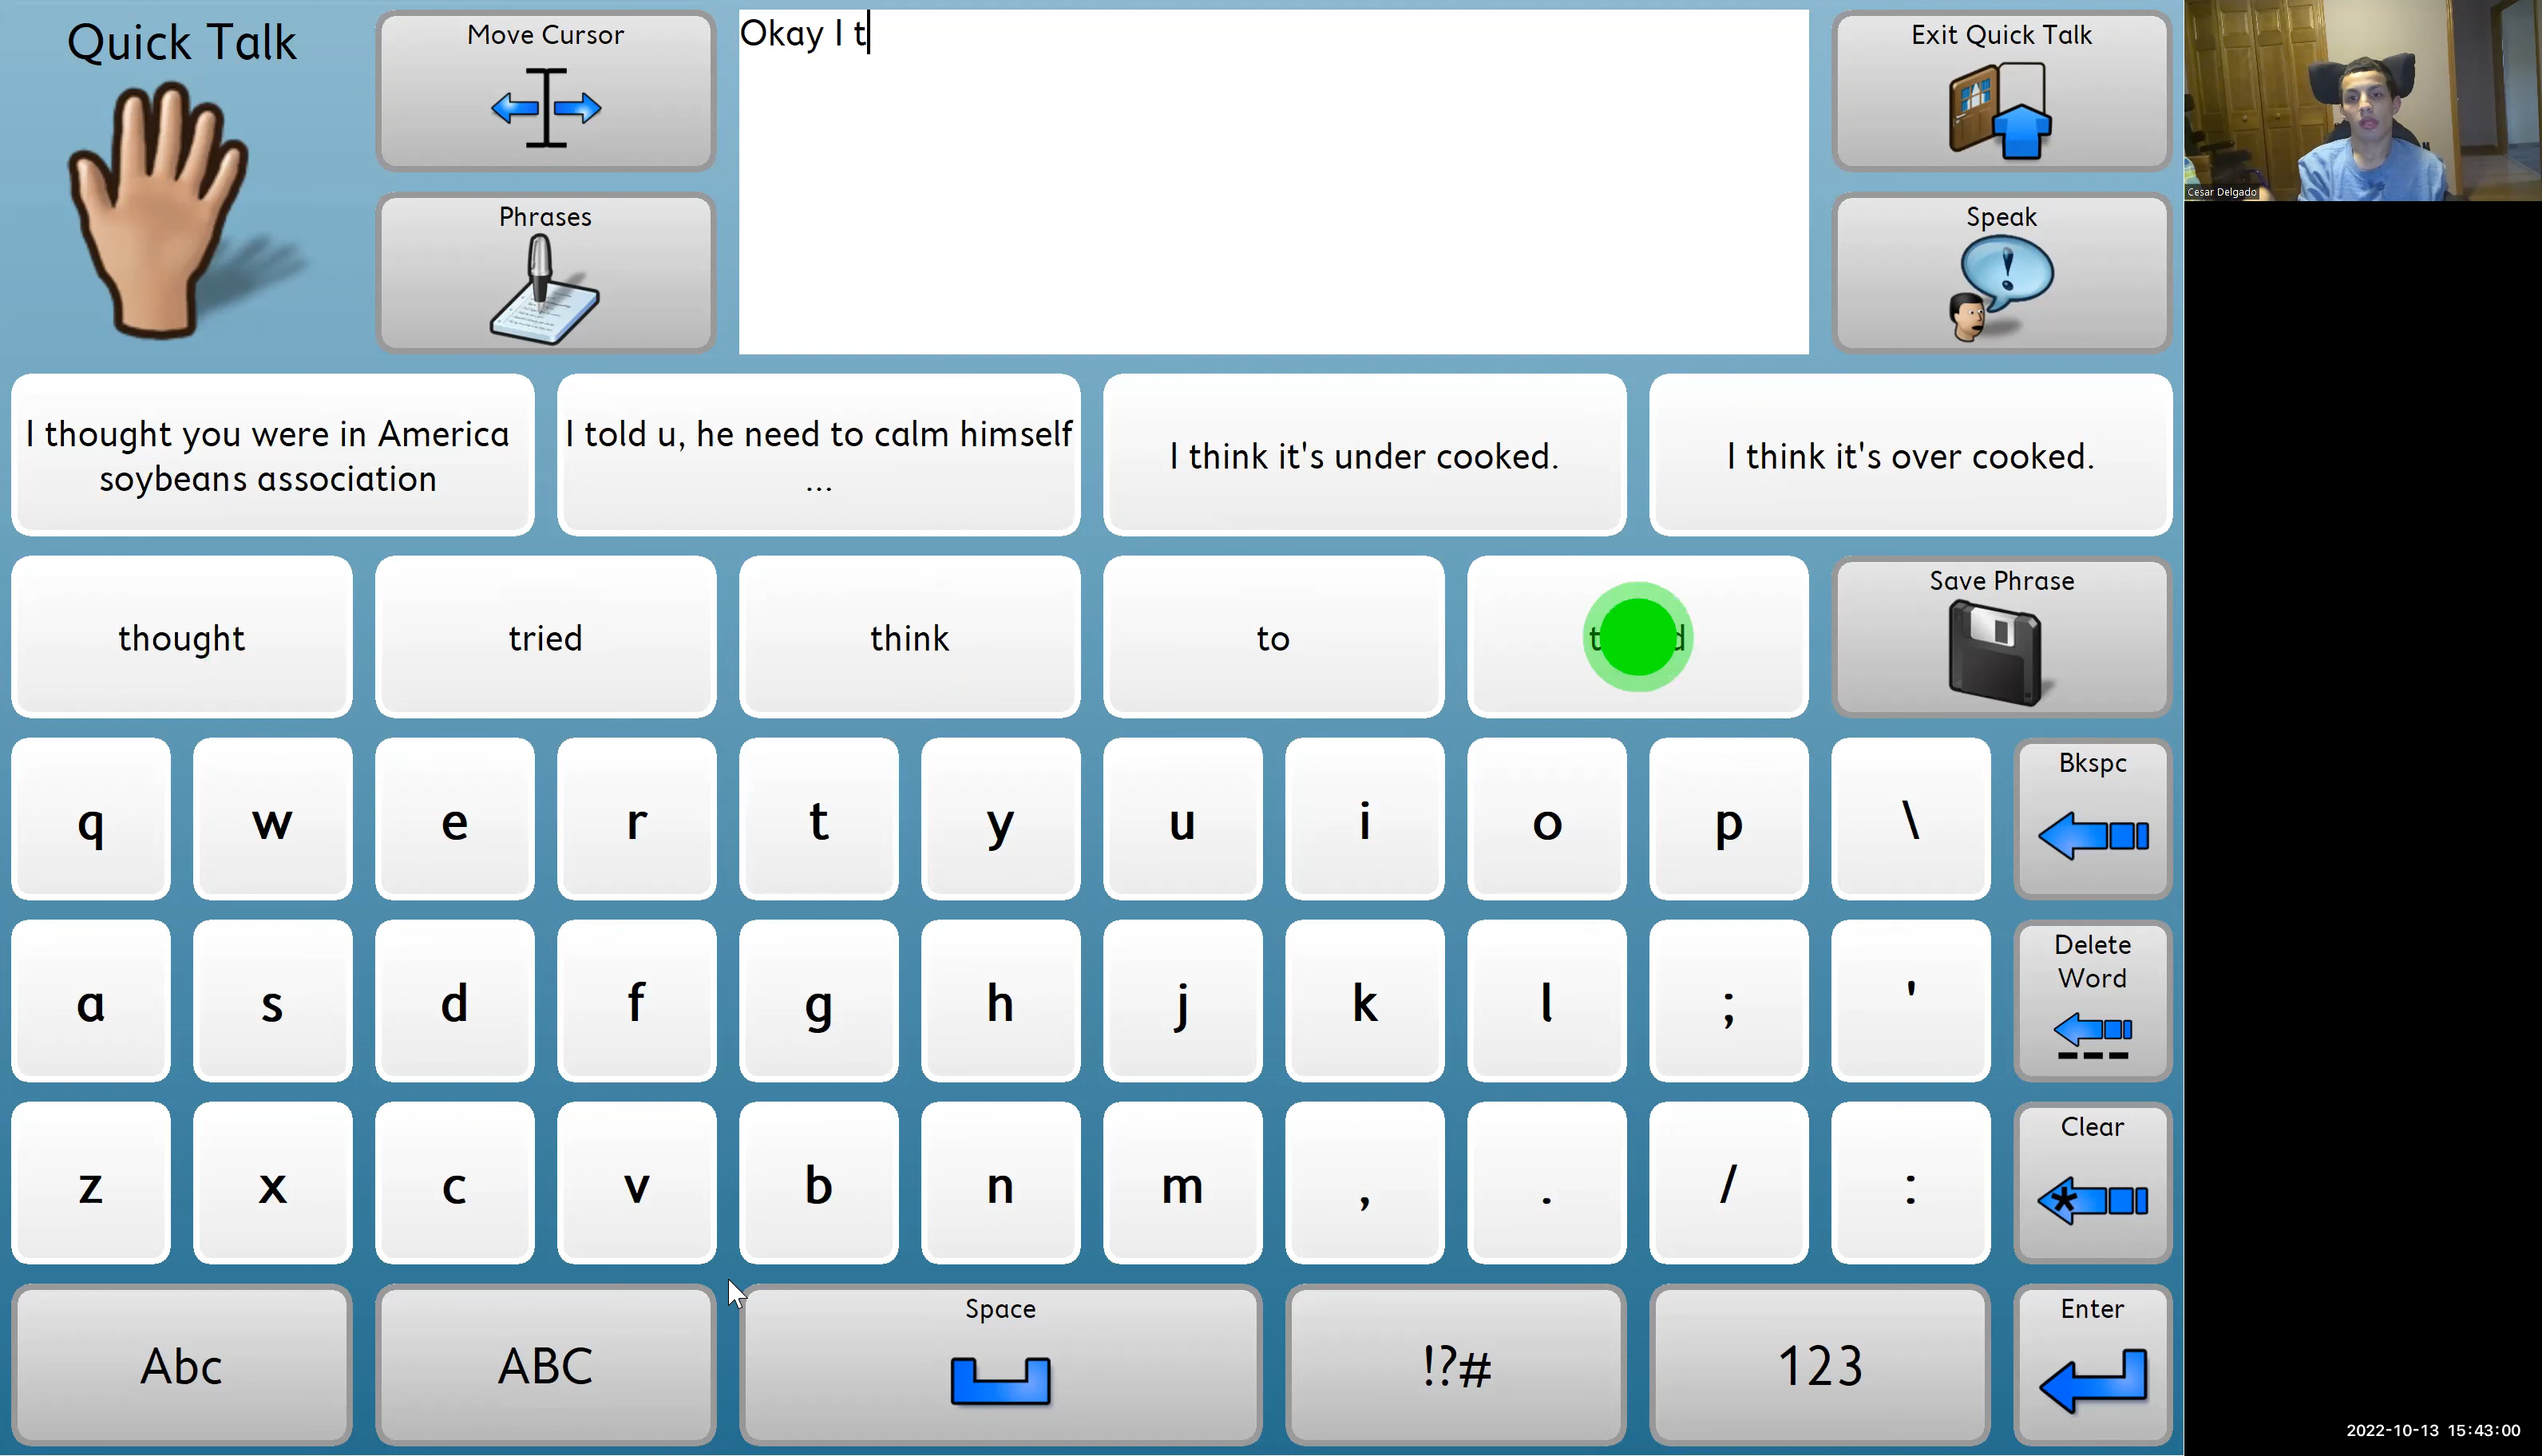 Quick Talk
Move Cursor
Okay I t
Exit Quick Talk
Phrases
Speak
Cesar Delgado
I thought you were in America
soybeans association
I told u, he need to calm himself
...
I think it's under cooked.
I think it's over cooked.
thought
tried
think
to
Save Phrase
q w e r t y u i o p \
Bkspc
a s d f g h j k l ; '
Delete
Word
z x c v b n m , . / :
Clear
*
Abc
ABC
Space
!?#
123
Enter
2022-10-13 15:43:00